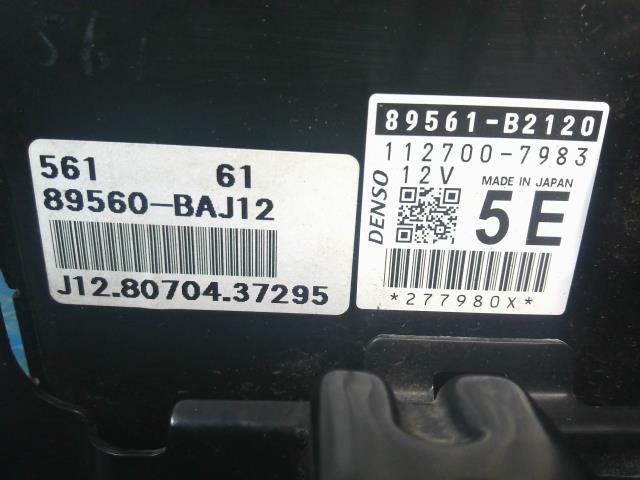 561 61
89560-BAJ12
J12.80704.37295
89561-B2120
112700-7983
DENSO
12V MADE IN JAPAN
5E
*277980X*